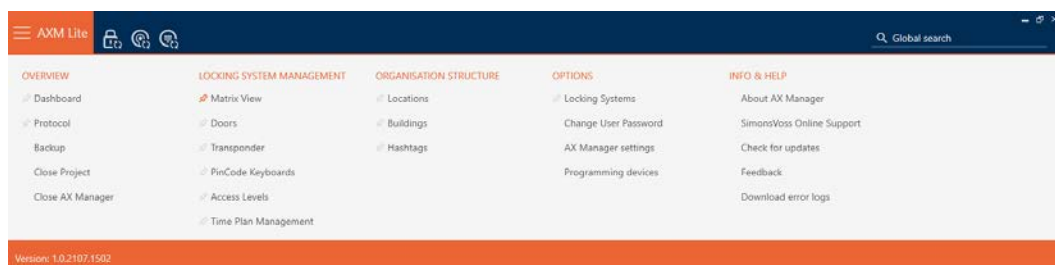 AXM Lite
Global search
OVERVIEW
Dashboard
Protocol
Backup
Close Project
Close AX Manager
LOCKING SYSTEM MANAGEMENT
Matrix View
Doors
Transponder
PinCode Keyboards
Access Levels
Time Plan Management
ORGANISATION STRUCTURE
Locations
Buildings
Hashtags
OPTIONS
Locking Systems
Change User Password
AX Manager settings
Programming devices
INFO & HELP
About AX Manager
SimonsVoss Online Support
Check for updates
Feedback
Download error logs
Version: 1.0.2107.1502